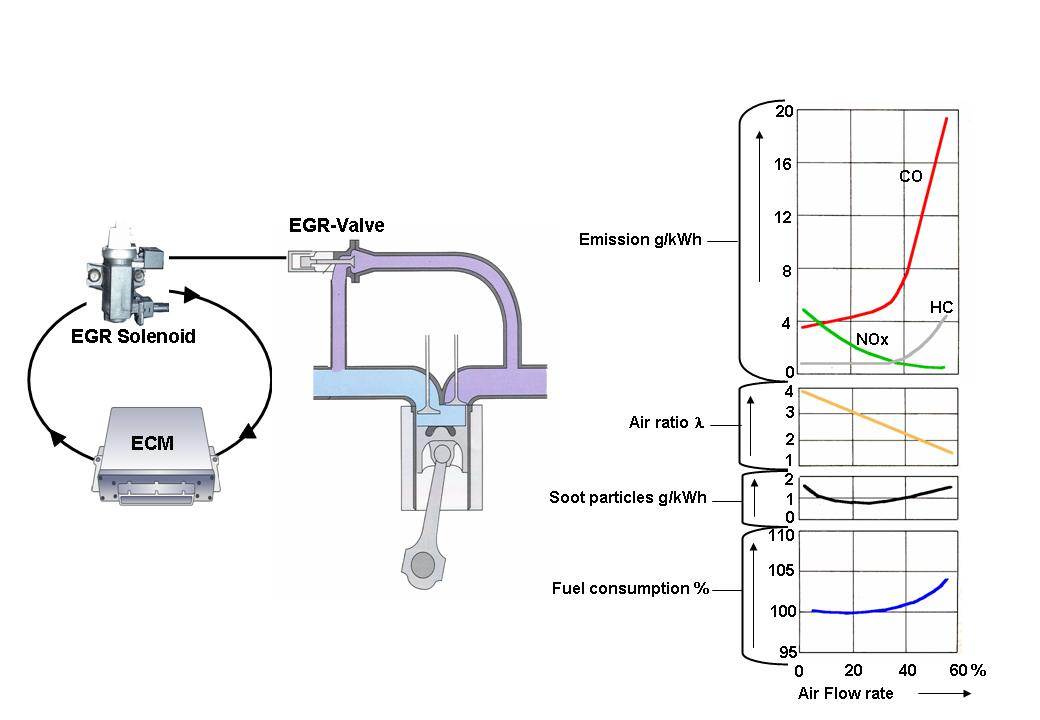 EGR-Valve
EGR Solenoid
ECM
Emission g/kWh
20
16
12
8
4
0
CO
HC
NOx
Air ratio λ
4
3
2
1
Soot particles g/kWh
2
1
0
Fuel consumption %
110
105
100
95
0 20 40 60 %
Air Flow rate